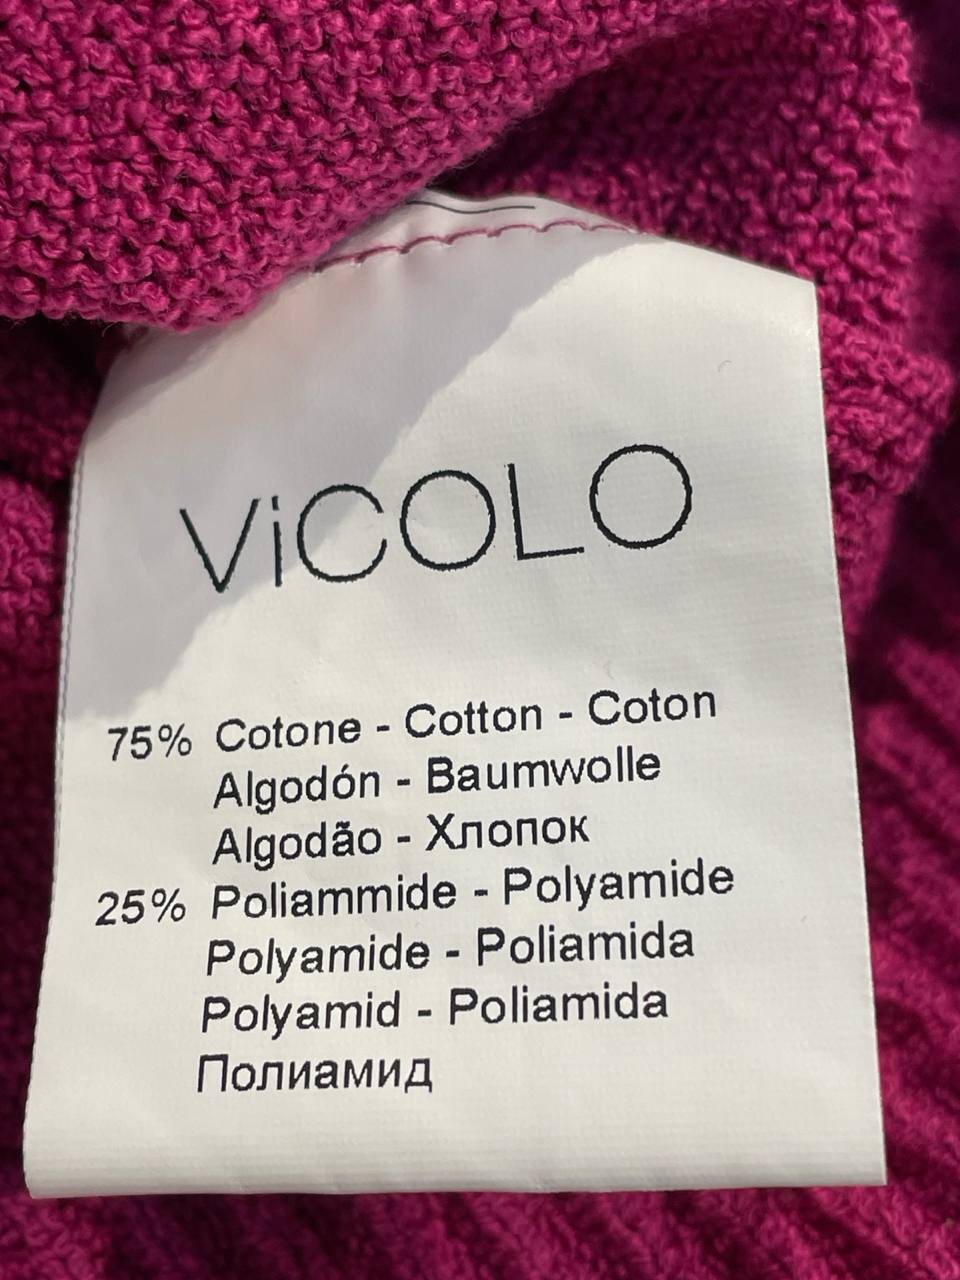 ViCOLO
75% Cotone - Cotton - Coton
Algodón - Baumwolle
Algodão - Хлопок
25% Poliammide - Polyamide
Polyamide - Poliamida
Polyamid - Poliamida
Полиамид